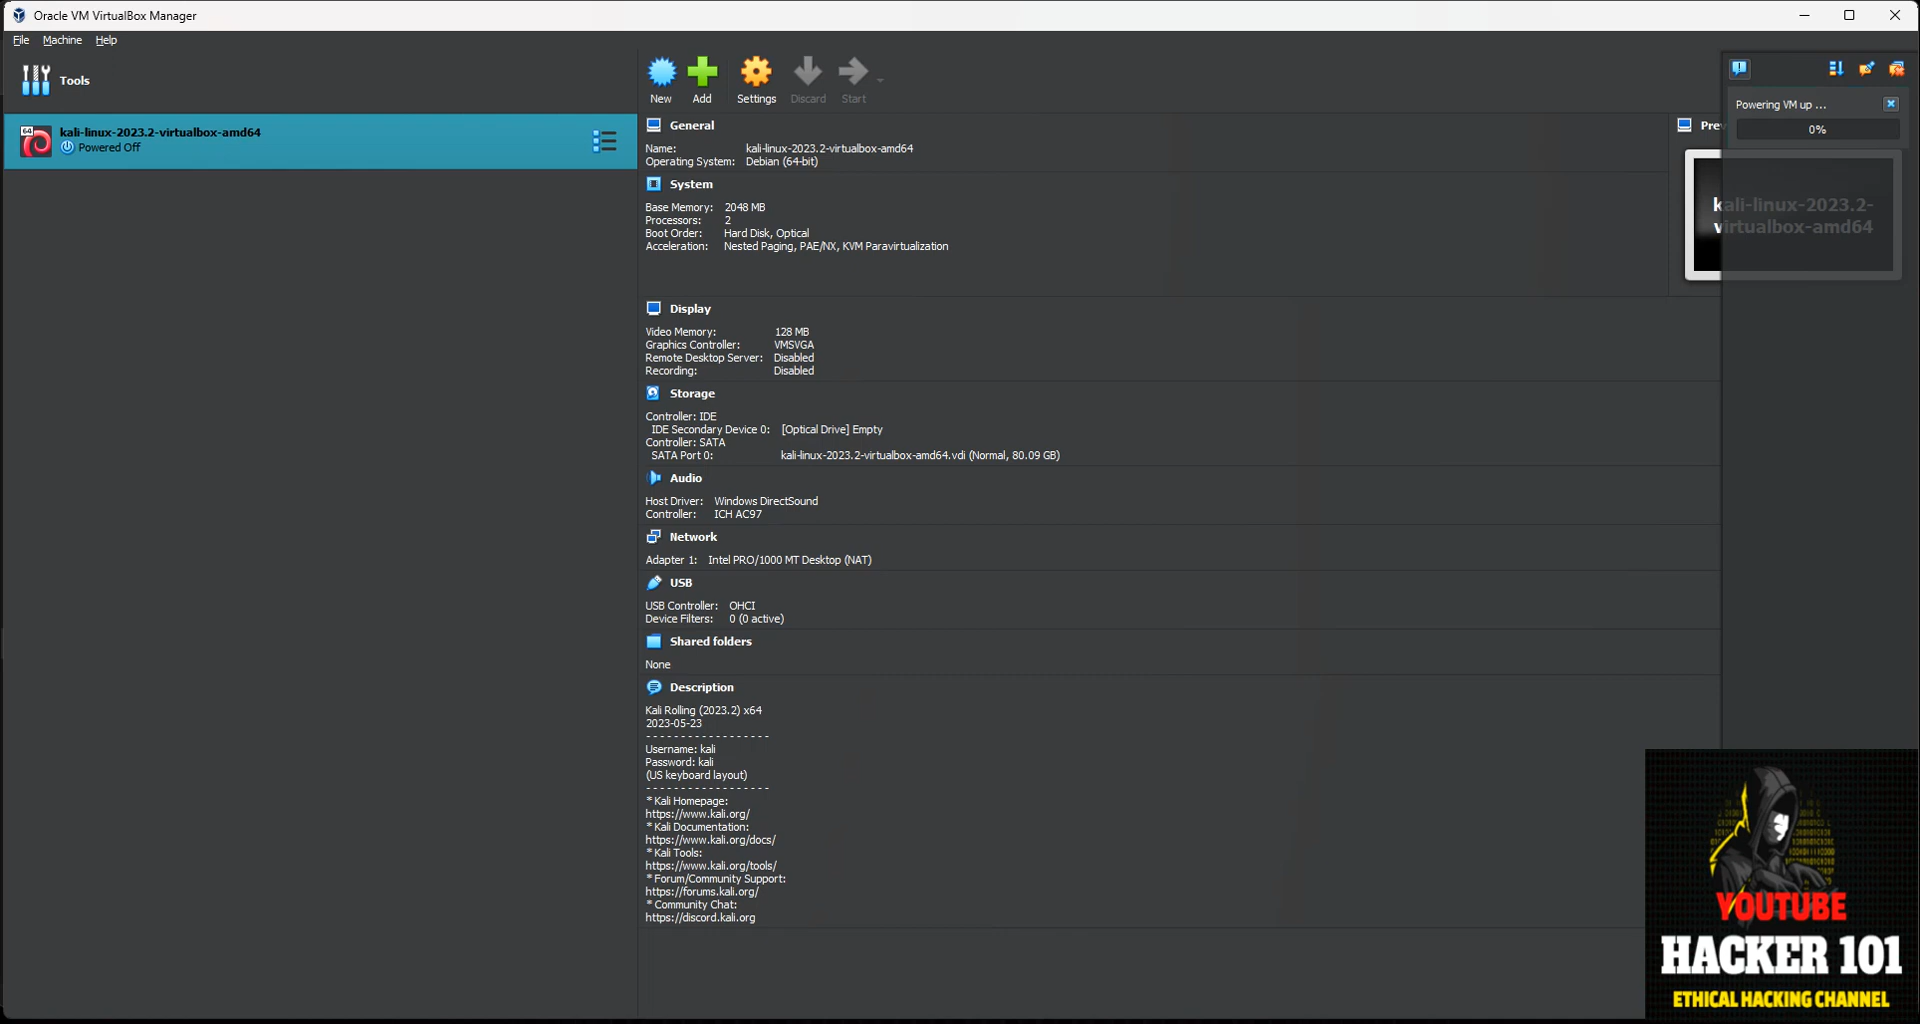 Oracle VM VirtualBox Manager
File Machine Help
Tools
New Add Settings Discard Start
Powering VM up ...
0%
64
kali-linux-2023.2-virtualbox-amd64
Powered Off
General
Name: kali-linux-2023.2-virtualbox-amd64
Operating System: Debian (64-bit)
Prev
kali-linux-2023.2-
virtualbox-amd64
System
Base Memory: 2048 MB
Processors: 2
Boot Order: Hard Disk, Optical
Acceleration: Nested Paging, PAE/NX, KVM Paravirtualization
Display
Video Memory: 128 MB
Graphics Controller: VMSVGA
Remote Desktop Server: Disabled
Recording: Disabled
Storage
Controller: IDE
IDE Secondary Device 0: [Optical Drive] Empty
Controller: SATA
SATA Port 0: kali-linux-2023.2-virtualbox-amd64.vdi (Normal, 80.09 GB)
Audio
Host Driver: Windows DirectSound
Controller: ICH AC97
Network
Adapter 1: Intel PRO/1000 MT Desktop (NAT)
USB
USB Controller: OHCI
Device Filters: 0 (0 active)
Shared folders
None
Description
Kali Rolling (2023.2) x64
2023-05-23
- - - - - - - - - - - - - - - - - -
Username: kali
Password: kali
(US keyboard layout)
- - - - - - - - - - - - - - - - - -
* Kali Homepage:
https://www.kali.org/
* Kali Documentation:
https://www.kali.org/docs/
* Kali Tools:
https://www.kali.org/tools/
* Forum/Community Support:
https://forums.kali.org/
* Community Chat:
https://discord.kali.org
YOUTUBE
HACKER 101
ETHICAL HACKING CHANNEL